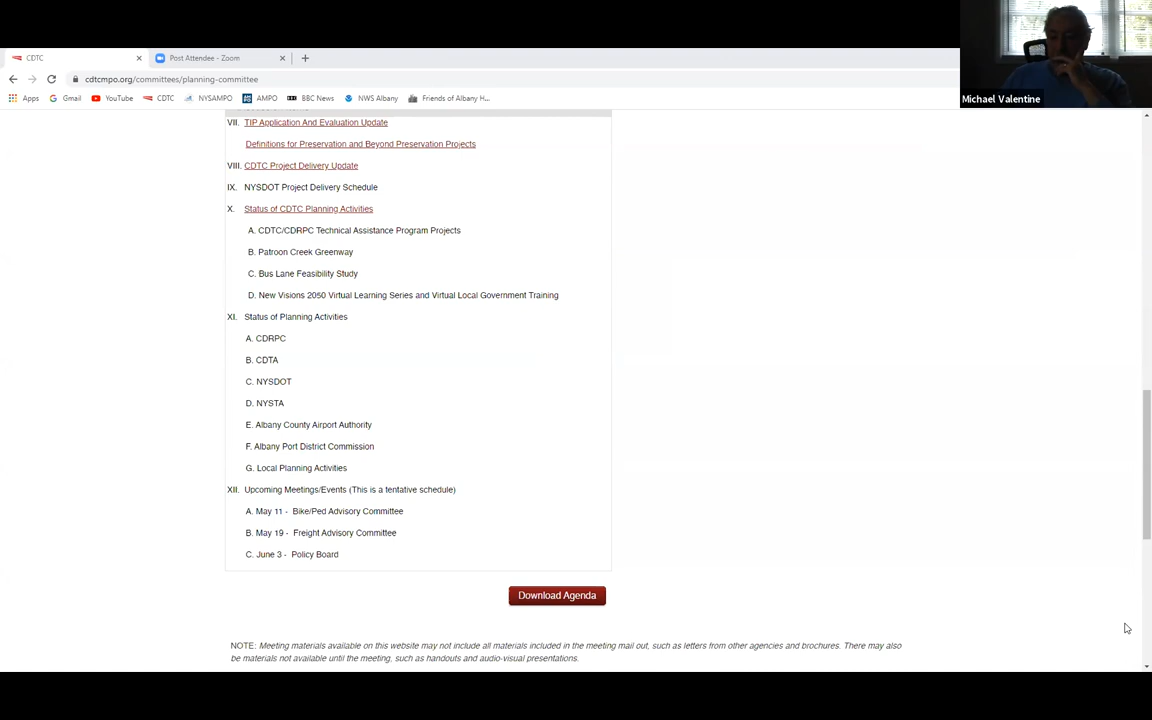 CDTC
Post Attendee - Zoom
cdtcmpo.org/committees/planning-committee
Apps
Gmail
YouTube
CDTC
NYSAMPO
AMPO
BBC News
NWS Albany
Friends of Albany H...
Michael Valentine
VII. TIP Application And Evaluation Update
Definitions for Preservation and Beyond Preservation Projects
VIII. CDTC Project Delivery Update
IX. NYSDOT Project Delivery Schedule
X. Status of CDTC Planning Activities
A. CDTC/CDRPC Technical Assistance Program Projects
B. Patroon Creek Greenway
C. Bus Lane Feasibility Study
D. New Visions 2050 Virtual Learning Series and Virtual Local Government Training
XI. Status of Planning Activities
A. CDRPC
B. CDTA
C. NYSDOT
D. NYSTA
E. Albany County Airport Authority
F. Albany Port District Commission
G. Local Planning Activities
XII. Upcoming Meetings/Events (This is a tentative schedule)
A. May 11 - Bike/Ped Advisory Committee
B. May 19 - Freight Advisory Committee
C. June 3 - Policy Board
Download Agenda
NOTE: Meeting materials available on this website may not include all materials included in the meeting mail out, such as letters from other agencies and brochures. There may also
be materials not available until the meeting, such as handouts and audio-visual presentations.